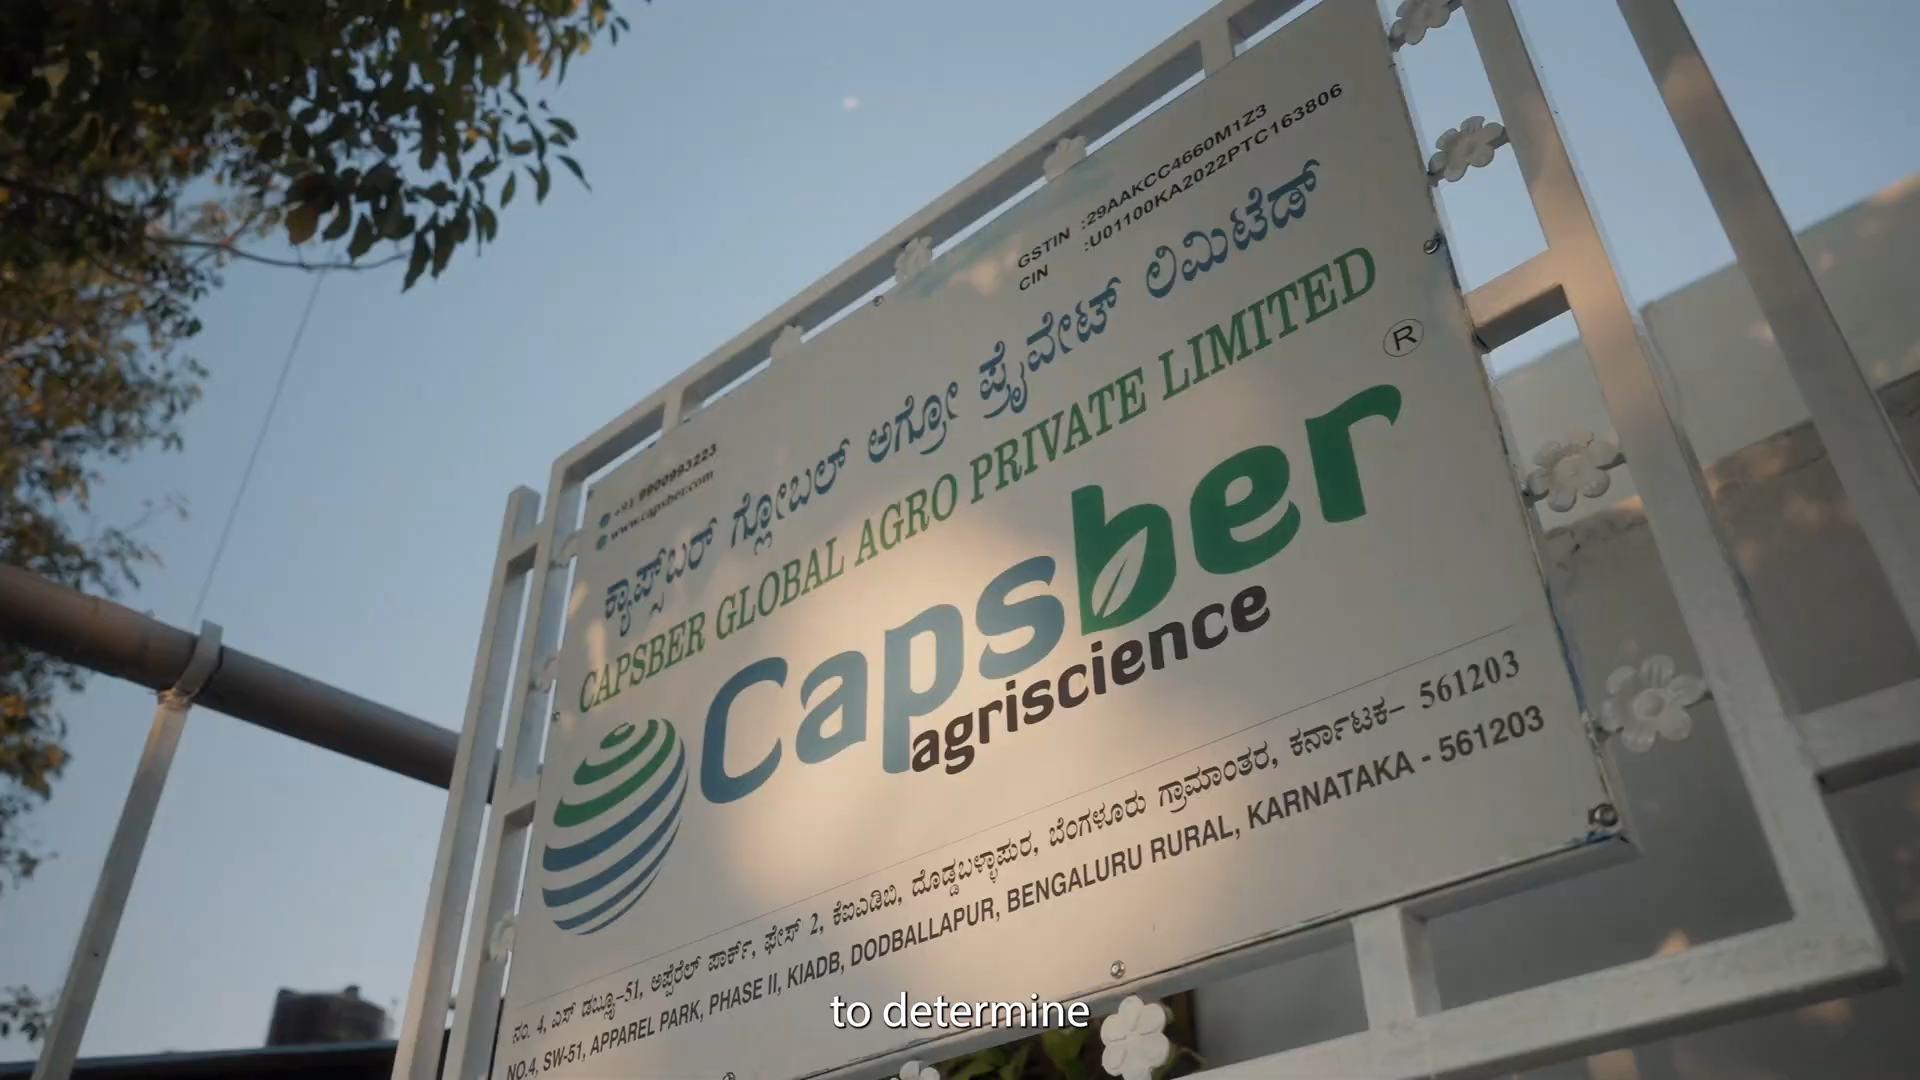 GSTIN :29AAKCC4660M1Z3
CIN :U01100KA2022PTC163806
+91 9900993223
www.capsber.com
ಕ್ಯಾಪ್ಸ್‌ಬರ್ ಗ್ಲೋಬಲ್ ಅಗ್ರೋ ಪ್ರೈವೇಟ್ ಲಿಮಿಟೆಡ್
CAPSBER GLOBAL AGRO PRIVATE LIMITED
Capsber ®
agriscience
ನಂ. 4, ಎಸ್ ಡಬ್ಲ್ಯೂ-51, ಅಪ್ಪೆರೆಲ್ ಪಾರ್ಕ್, ಫೇಸ್ 2, ಕೆಐಎಡಿಬಿ, ದೊಡ್ಡಬಳ್ಳಾಪುರ, ಬೆಂಗಳೂರು ಗ್ರಾಮಾಂತರ, ಕರ್ನಾಟಕ– 561203
NO.4, SW-51, APPAREL PARK, PHASE II, KIADB, DODBALLAPUR, BENGALURU RURAL, KARNATAKA - 561203
to determine